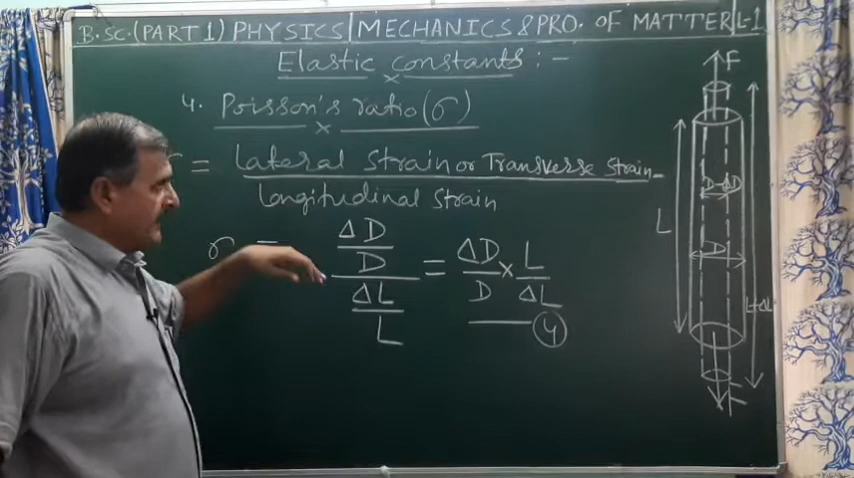 B.SC.(PART 1) PHYSICS | MECHANICS & PRO. OF MATTER L-1
Elastic constants :-
4. Poisson's ratio (σ)
= Lateral Strain or Transverse Strain
Longitudinal Strain
σ = ΔD/D / ΔL/L = ΔD/D × L/ΔL
4
F
D-ΔD
L
D
L+ΔL
F